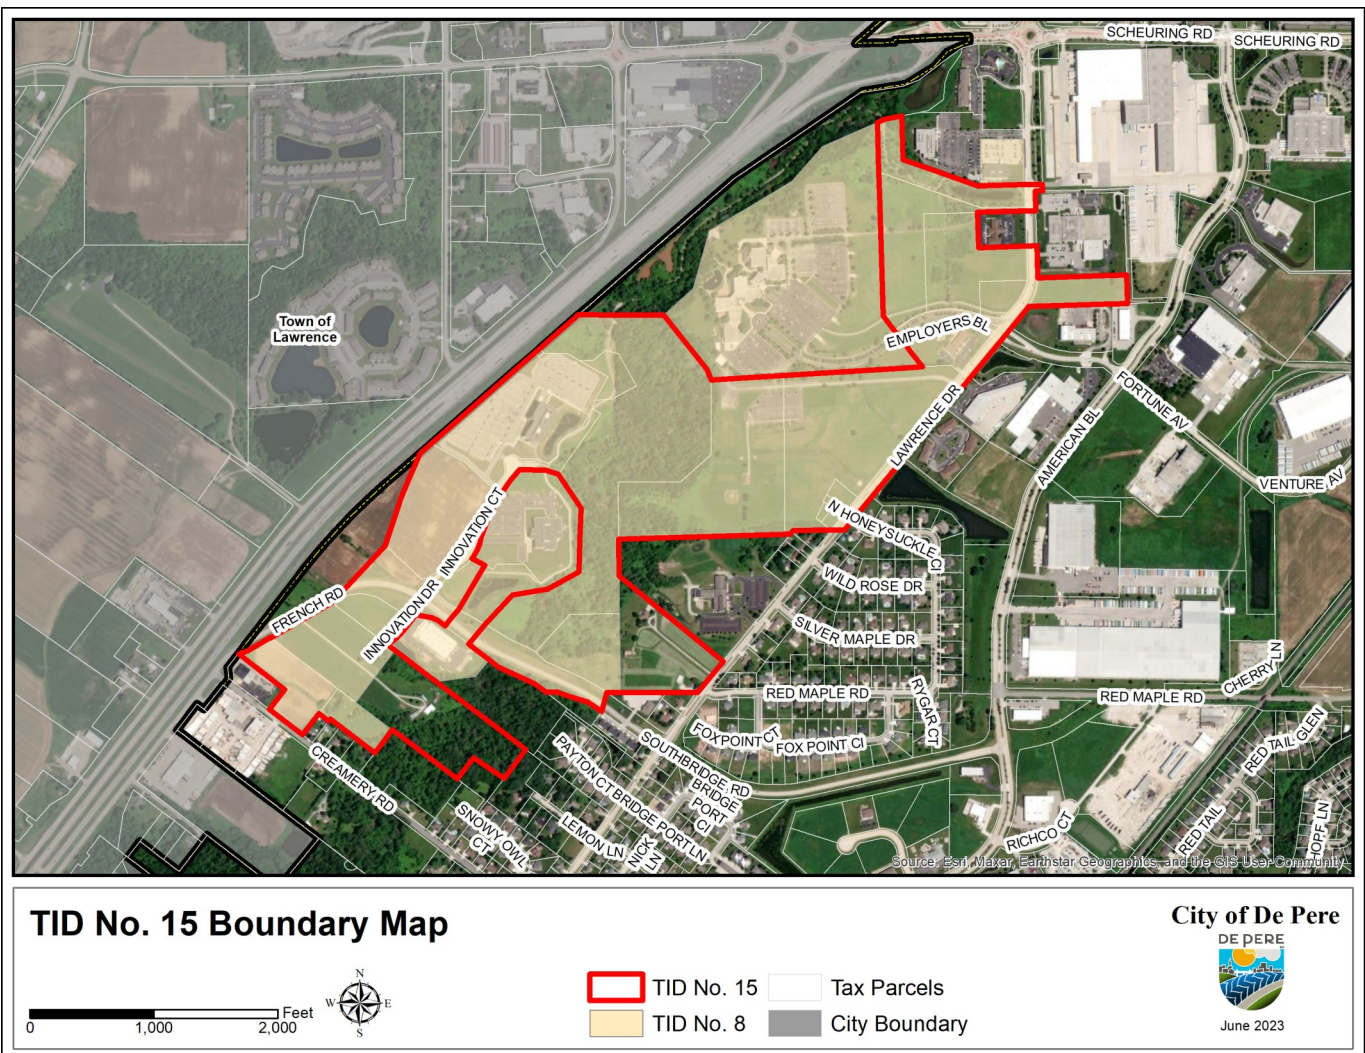 SCHEURING RD
SCHEURING RD
Town of
Lawrence
EMPLOYERS BL
LAWRENCE DR
FORTUNE AV
AMERICAN BL
VENTURE AV
N HONEYSUCKLE CI
INNOVATION CT
WILD ROSE DR
FRENCH RD
INNOVATION DR
SILVER MAPLE DR
CHERRY LN
RED MAPLE RD
RED MAPLE RD
RYGAR CT
FOXPOINT CT
FOX POINT CI
RED TAIL GLEN
SOUTHBRIDGE RD
CREAMERY RD
PAYTON CT
BRIDGE PORT LN
BRIDGE
PORT
CI
SNOWY OWL
CT
LEMON LN
NICK
LN
RICHCO CT
RED TAIL
HOPF LN
Source: Esri, Maxar, Earthstar Geographics, and the GIS User Community
TID No. 15 Boundary Map
City of De Pere
DE PERE
June 2023
N
W
E
S
Feet
0
1,000
2,000
TID No. 15
Tax Parcels
TID No. 8
City Boundary